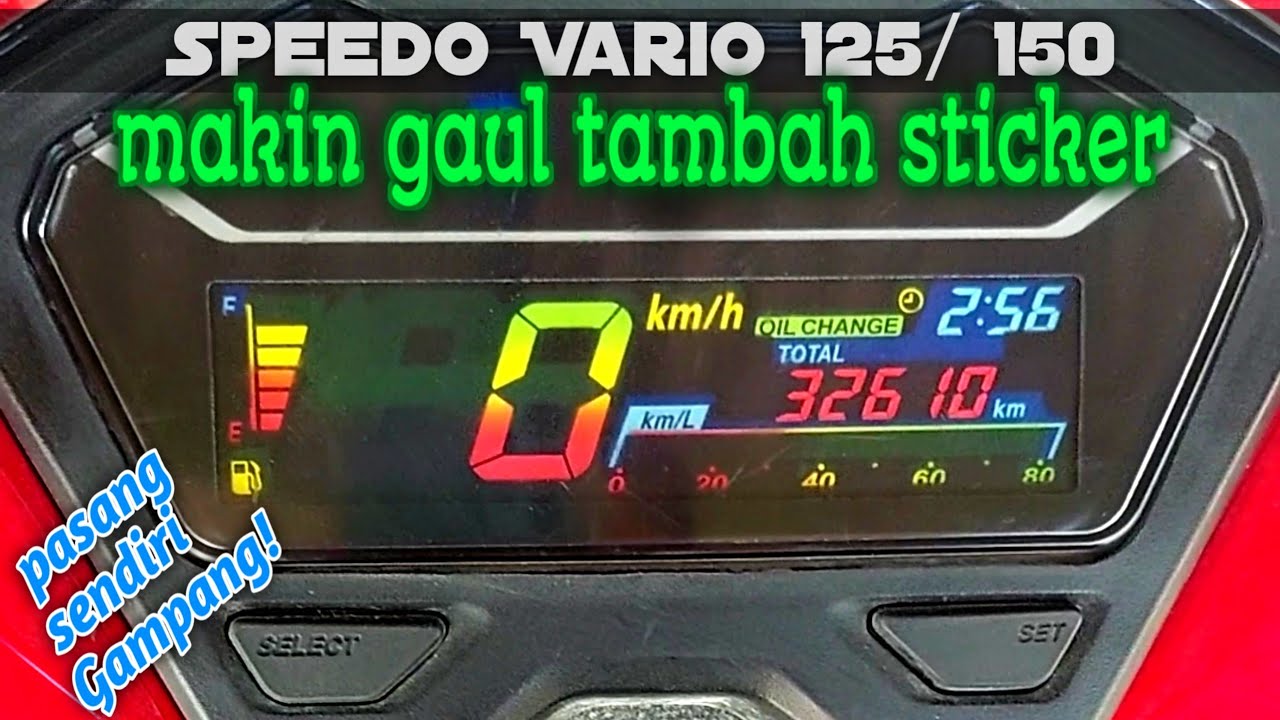 SPEEDO VARIO 125/ 150
makin gaul tambah sticker
F
E
0
km/h
OIL CHANGE
2:56
TOTAL
32610 km
km/L
0 20 40 60 80
pasang
sendiri
Gampang!
SELECT
SET